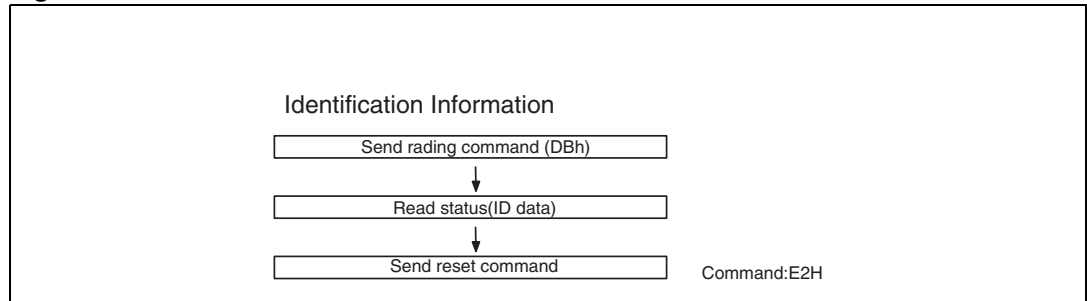 Identification Information
Send rading command (DBh)
Read status(ID data)
Send reset command
Command:E2H